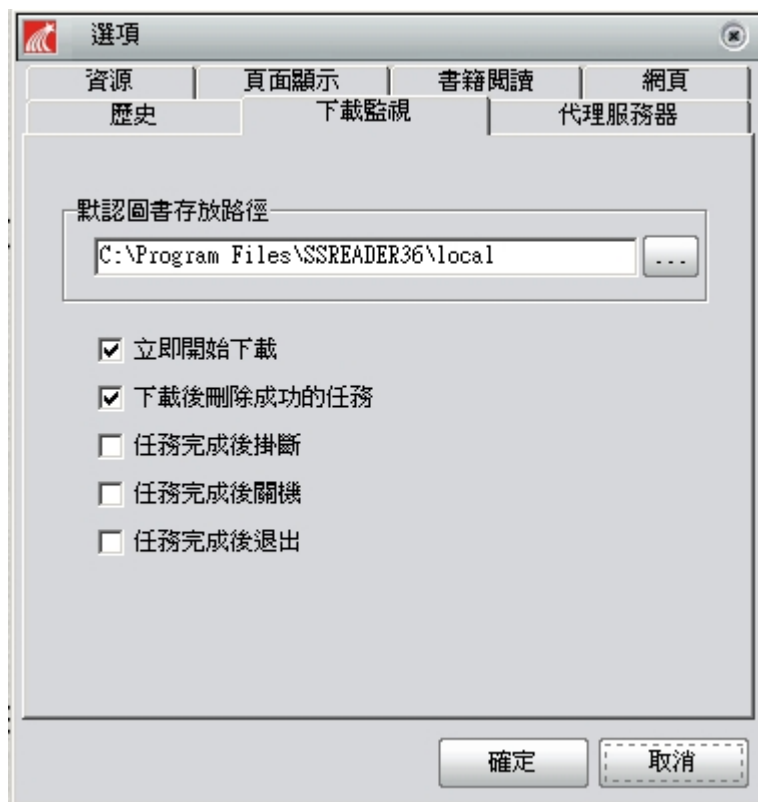 選項
資源 頁面顯示 書籍閱讀 網頁
歷史 下載監視 代理服務器
默認圖書存放路徑
C:\Program Files\SSREADER36\local ...
立即開始下載
下載後刪除成功的任務
任務完成後掛斷
任務完成後關機
任務完成後退出
確定 取消